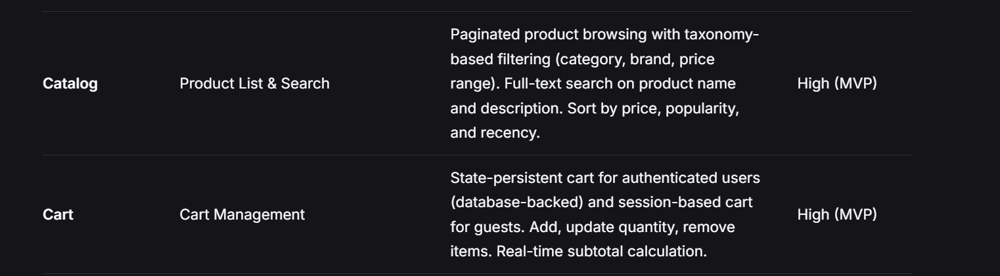 Catalog
Product List & Search
Paginated product browsing with taxonomy-
based filtering (category, brand, price
range). Full-text search on product name
and description. Sort by price, popularity,
and recency.
High (MVP)
Cart
Cart Management
State-persistent cart for authenticated users
(database-backed) and session-based cart
for guests. Add, update quantity, remove
items. Real-time subtotal calculation.
High (MVP)